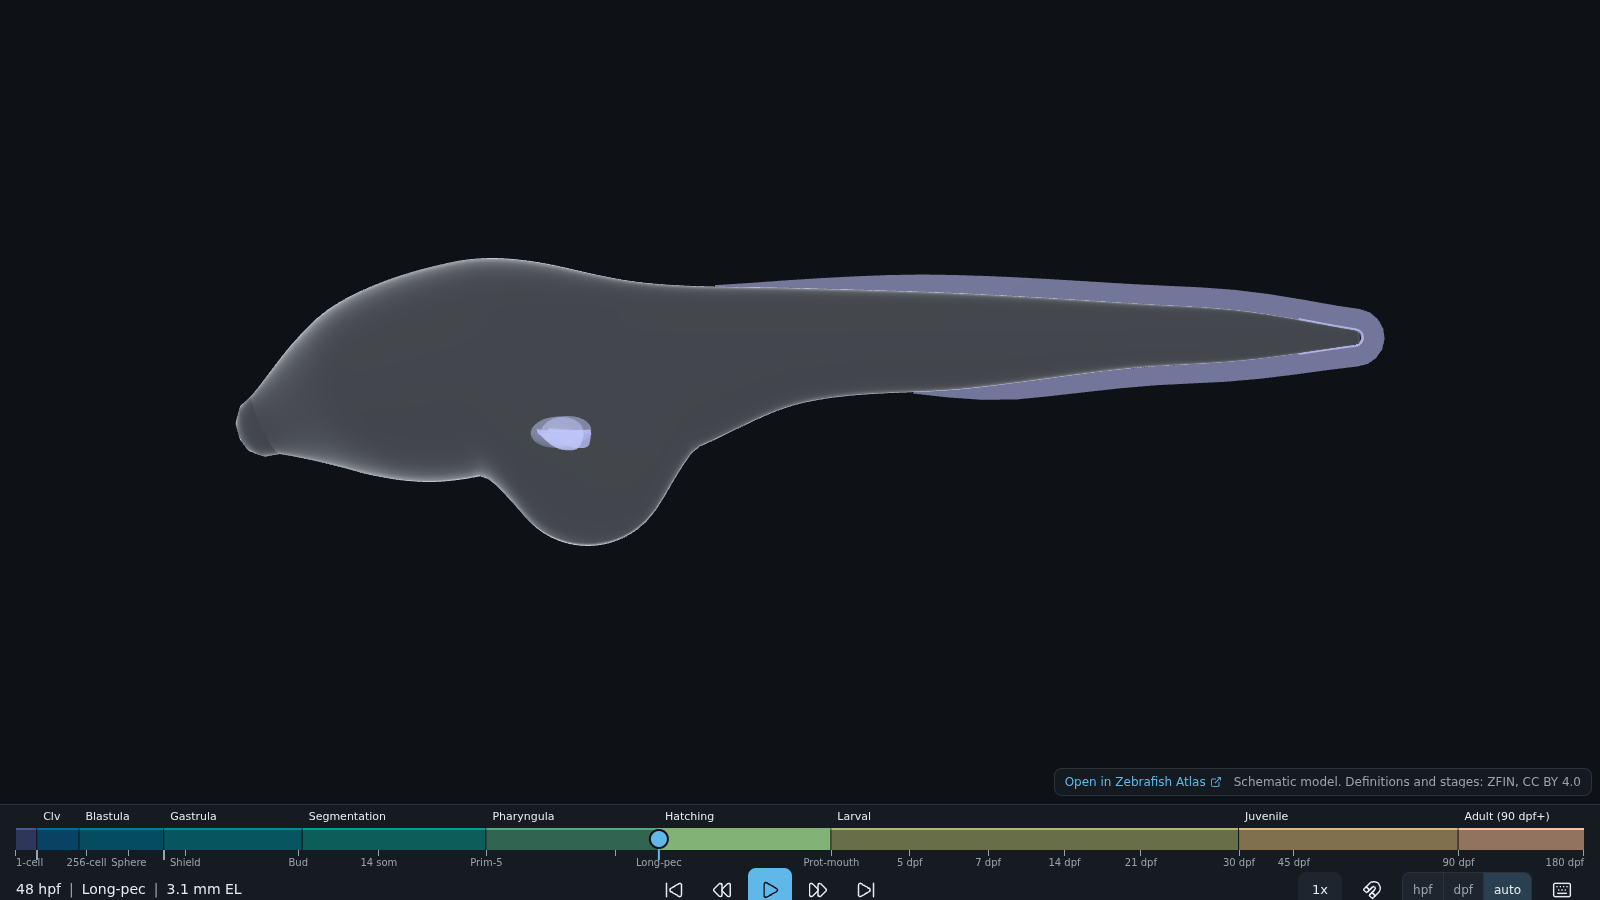 Open in Zebrafish Atlas Schematic model. Definitions and stages: ZFIN, CC BY 4.0
Clv Blastula Gastrula Segmentation Pharyngula Hatching Larval Juvenile Adult (90 dpf+)
1-cell 256-cell Sphere Shield Bud 14 som Prim-5 Long-pec Prot-mouth 5 dpf 7 dpf 14 dpf 21 dpf 30 dpf 45 dpf 90 dpf 180 dpf
48 hpf | Long-pec | 3.1 mm EL 1x hpf dpf auto